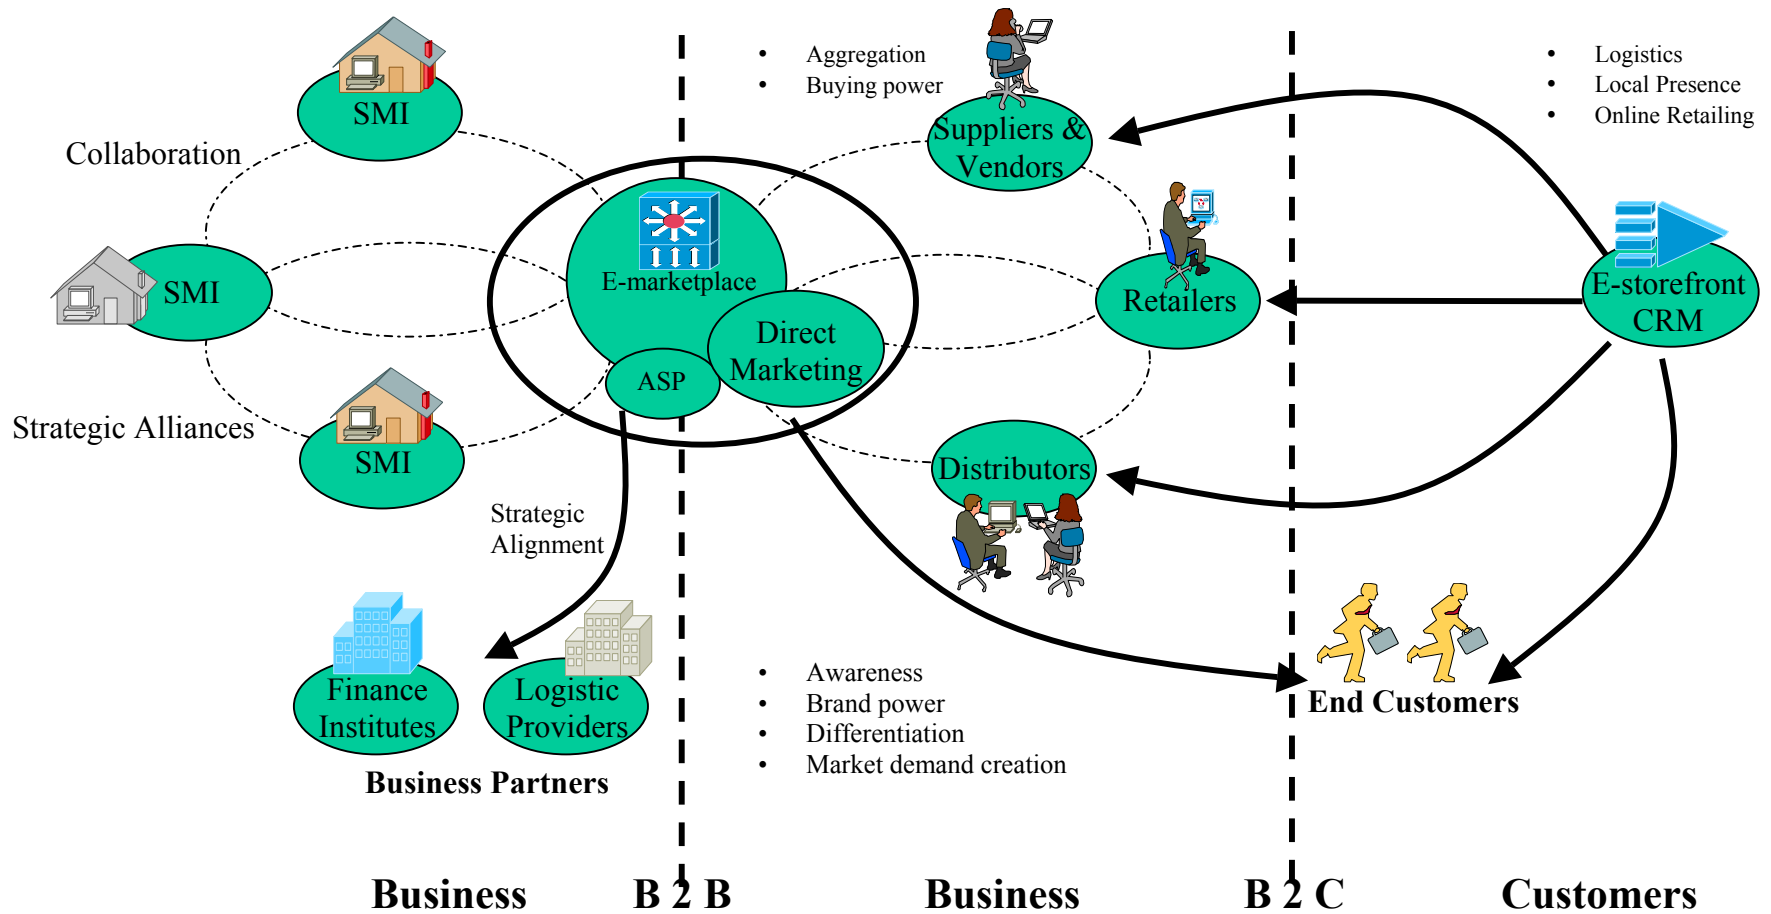 SMI
Collaboration
SMI
Strategic Alliances
SMI
• Aggregation
• Buying power
Suppliers &
Vendors
• Logistics
• Local Presence
• Online Retailing
E-marketplace
Direct
Marketing
ASP
Retailers
E-storefront
CRM
Distributors
Strategic
Alignment
Finance
Institutes
Logistic
Providers
Business Partners
• Awareness
• Brand power
• Differentiation
• Market demand creation
End Customers
Business
B 2 B
Business
B 2 C
Customers